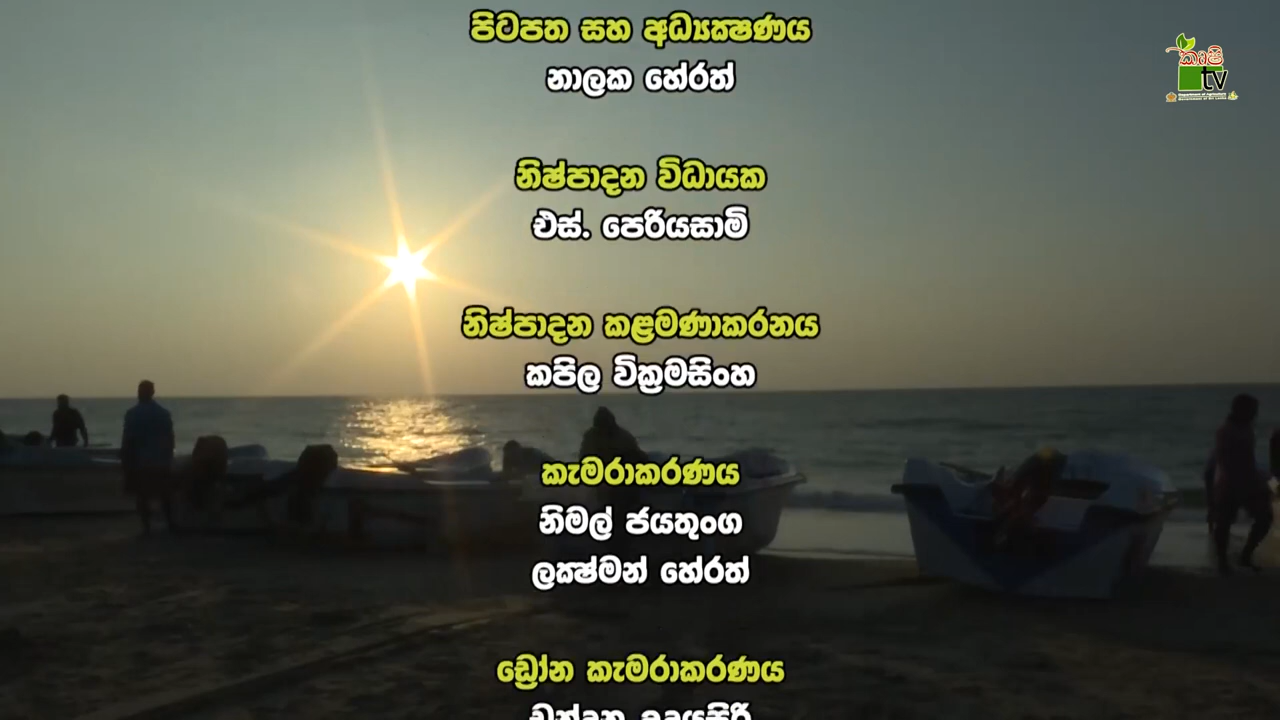 පිටපත සහ අධ්‍යක්ෂණය
කෘෂි
නාලක හේරත්
tv
නිෂ්පාදන විධායක
එස්. පෙරියසාමි
නිෂ්පාදන කළමණාකරනය
කපිල වික්‍රමසිංහ
කැමරාකරණය
නිමල් ජයතුංග
ලක්ෂ්මන් හේරත්
ඩ්‍රෝන කැමරාකරණය